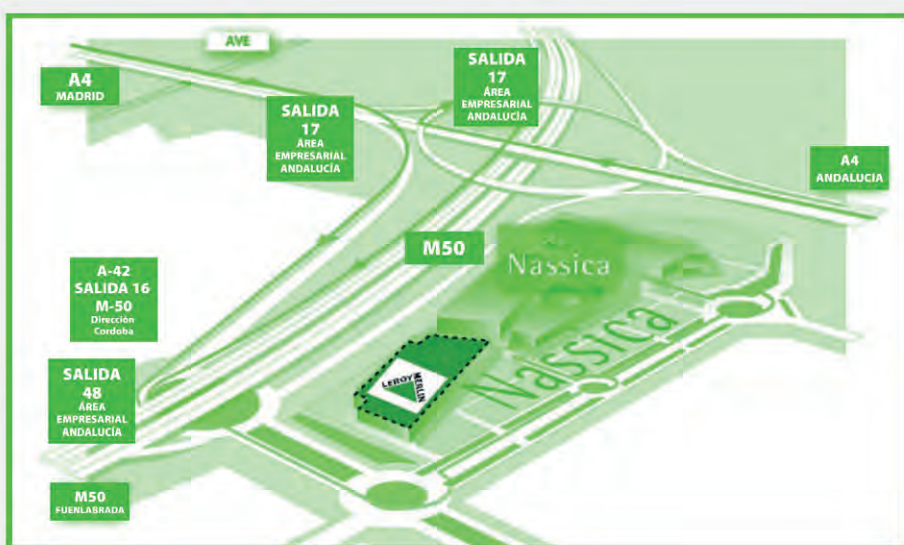 AVE
A4
MADRID
SALIDA
17
ÁREA
EMPRESARIAL
ANDALUCÍA
SALIDA
17
ÁREA
EMPRESARIAL
ANDALUCÍA
A4
ANDALUCIA
M50
Nassica
A-42
SALIDA 16
M-50
Dirección
Cordoba
Nassica
LEROY MERLIN
SALIDA
48
ÁREA
EMPRESARIAL
ANDALUCÍA
M50
FUENLABRADA